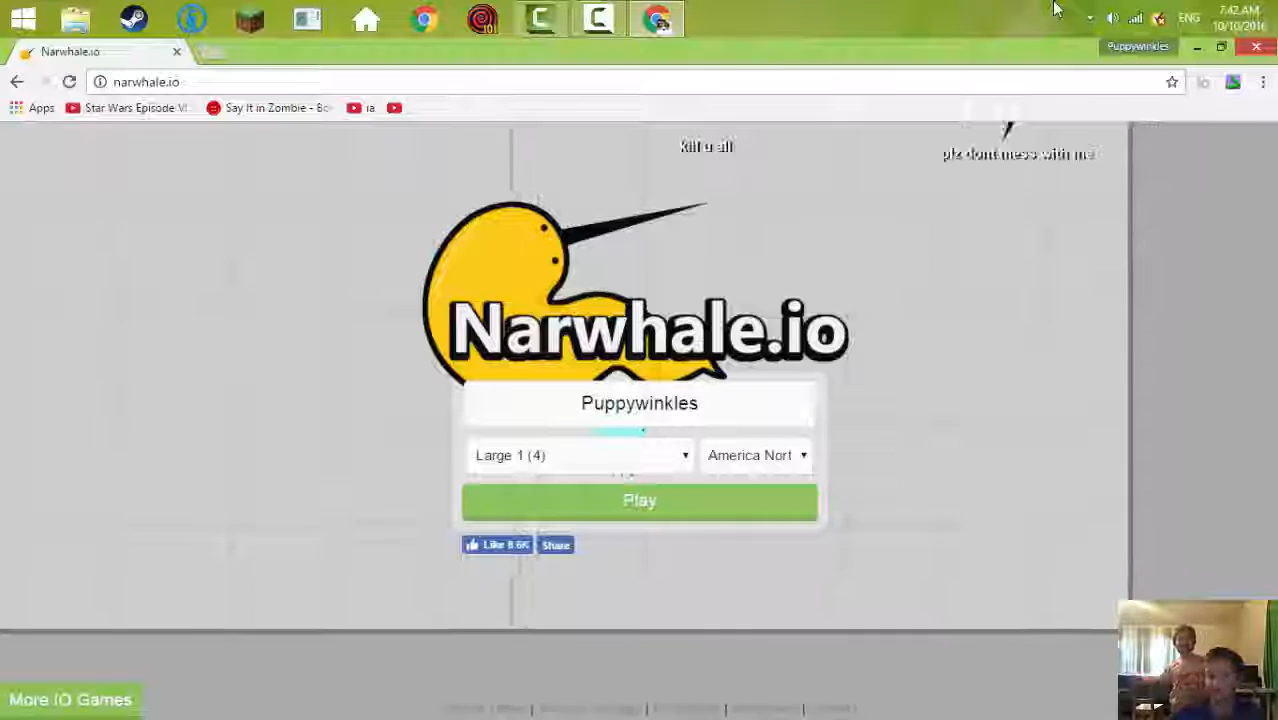 7:42 AM
ENG
10/10/2016
Narwhale.io
Puppywinkles
narwhale.io
Apps
Star Wars Episode VI
Say It in Zombie - Bo
ia
kill u all
plz dont mess with me
Narwhale.io
Puppywinkles
Large 1 (4)
America Nort
Play
Like 8.6K
Share
More IO Games